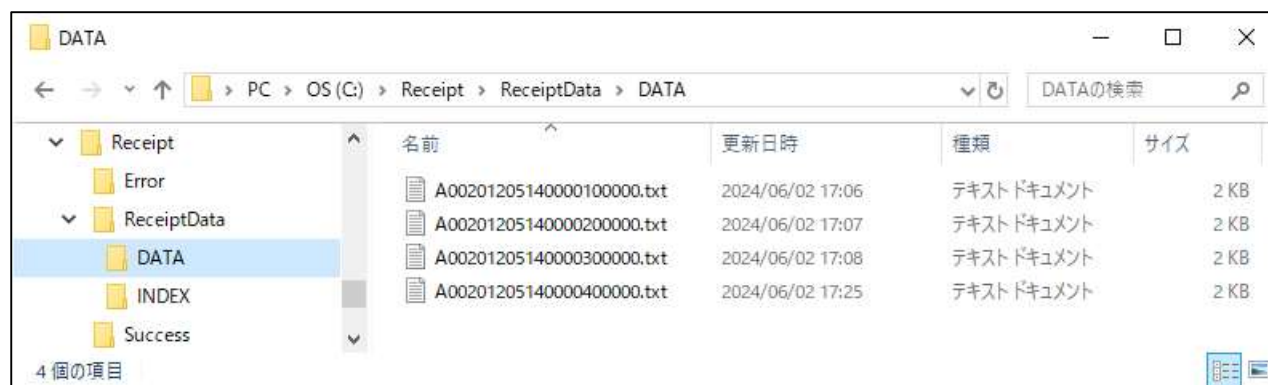 DATA
PC > OS (C:) > Receipt > ReceiptData > DATA
DATAの検索
Receipt
Error
ReceiptData
DATA
INDEX
Success
名前 更新日時 種類 サイズ
A00201205140000100000.txt 2024/06/02 17:06 テキスト ドキュメント 2 KB
A00201205140000200000.txt 2024/06/02 17:07 テキスト ドキュメント 2 KB
A00201205140000300000.txt 2024/06/02 17:08 テキスト ドキュメント 2 KB
A00201205140000400000.txt 2024/06/02 17:25 テキスト ドキュメント 2 KB
4 個の項目